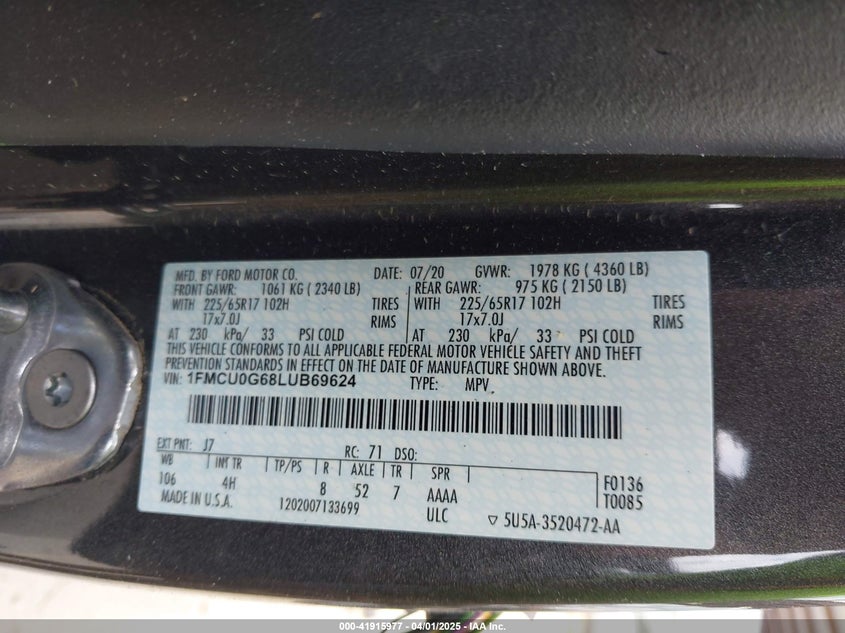 MFD. BY FORD MOTOR CO. DATE: 07/20 GVWR: 1978 KG ( 4360 LB)
FRONT GAWR: 1061 KG ( 2340 LB) REAR GAWR: 975 KG ( 2150 LB)
WITH 225/65R17 102H TIRES WITH 225/65R17 102H TIRES
17x7.0J RIMS 17x7.0J RIMS
AT 230 kPa/ 33 PSI COLD AT 230 kPa/ 33 PSI COLD
THIS VEHICLE CONFORMS TO ALL APPLICABLE FEDERAL MOTOR VEHICLE SAFETY AND THEFT
PREVENTION STANDARDS IN EFFECT ON THE DATE OF MANUFACTURE SHOWN ABOVE.
VIN: 1FMCU0G68LUB69624 TYPE: MPV
EXT PNT: J7 RC: 71 DSO:
WB INT TR TP/PS R AXLE TR SPR
106 4H 8 52 7 AAAA F0136
MADE IN U.S.A. 1202007133699 ULC T0085
▽ 5U5A-3520472-AA
000-41915977 - 04/01/2025 - IAA Inc.